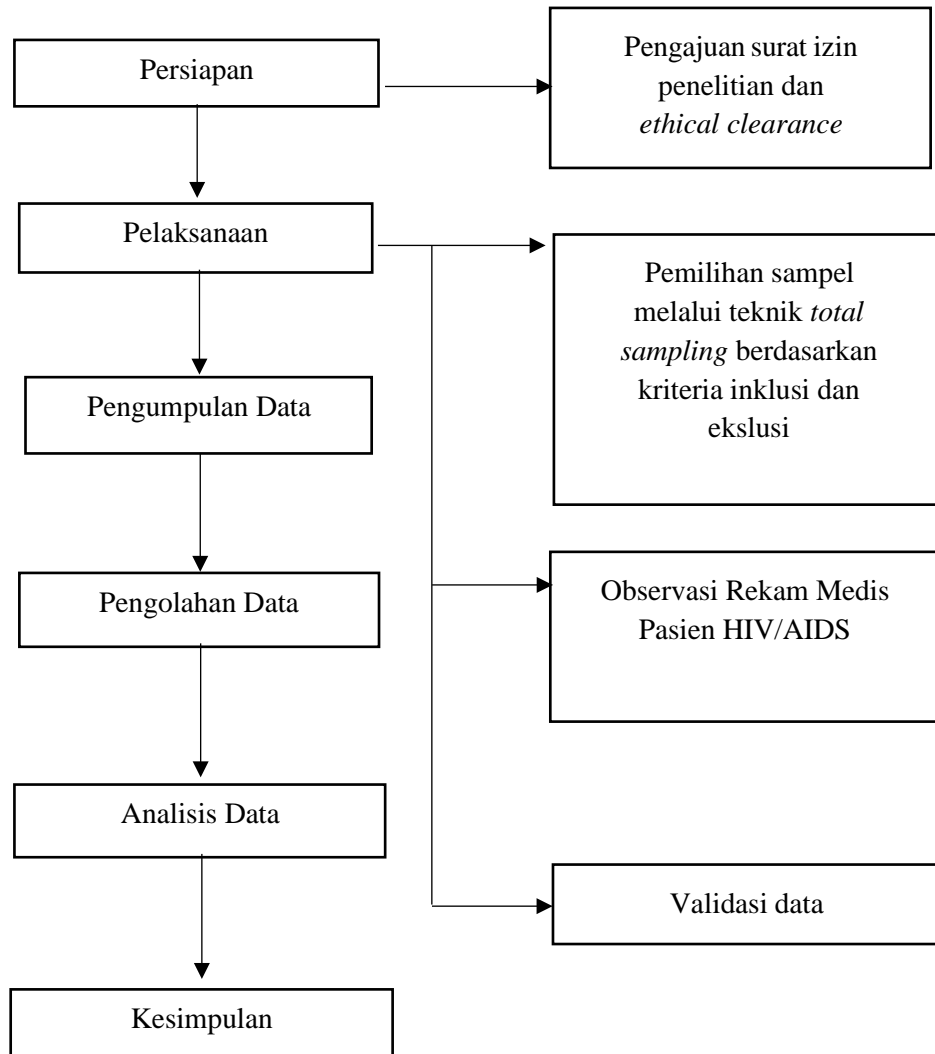 Persiapan
Pengajuan surat izin
penelitian dan
ethical clearance
Pelaksanaan
Pemilihan sampel
melalui teknik total
sampling berdasarkan
kriteria inklusi dan
ekslusi
Pengumpulan Data
Pengolahan Data
Observasi Rekam Medis
Pasien HIV/AIDS
Analisis Data
Validasi data
Kesimpulan